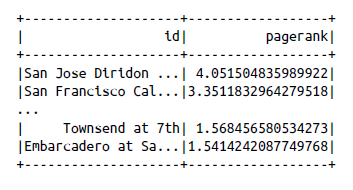 +--------------------+------------------+
|                  id|          pagerank|
+--------------------+------------------+
|San Jose Diridon ...| 4.051504835989922|
|San Francisco Cal...|3.3511832964279518|
...
|     Townsend at 7th| 1.568456580534273|
|Embarcadero at Sa...|1.5414242087749768|
+--------------------+------------------+